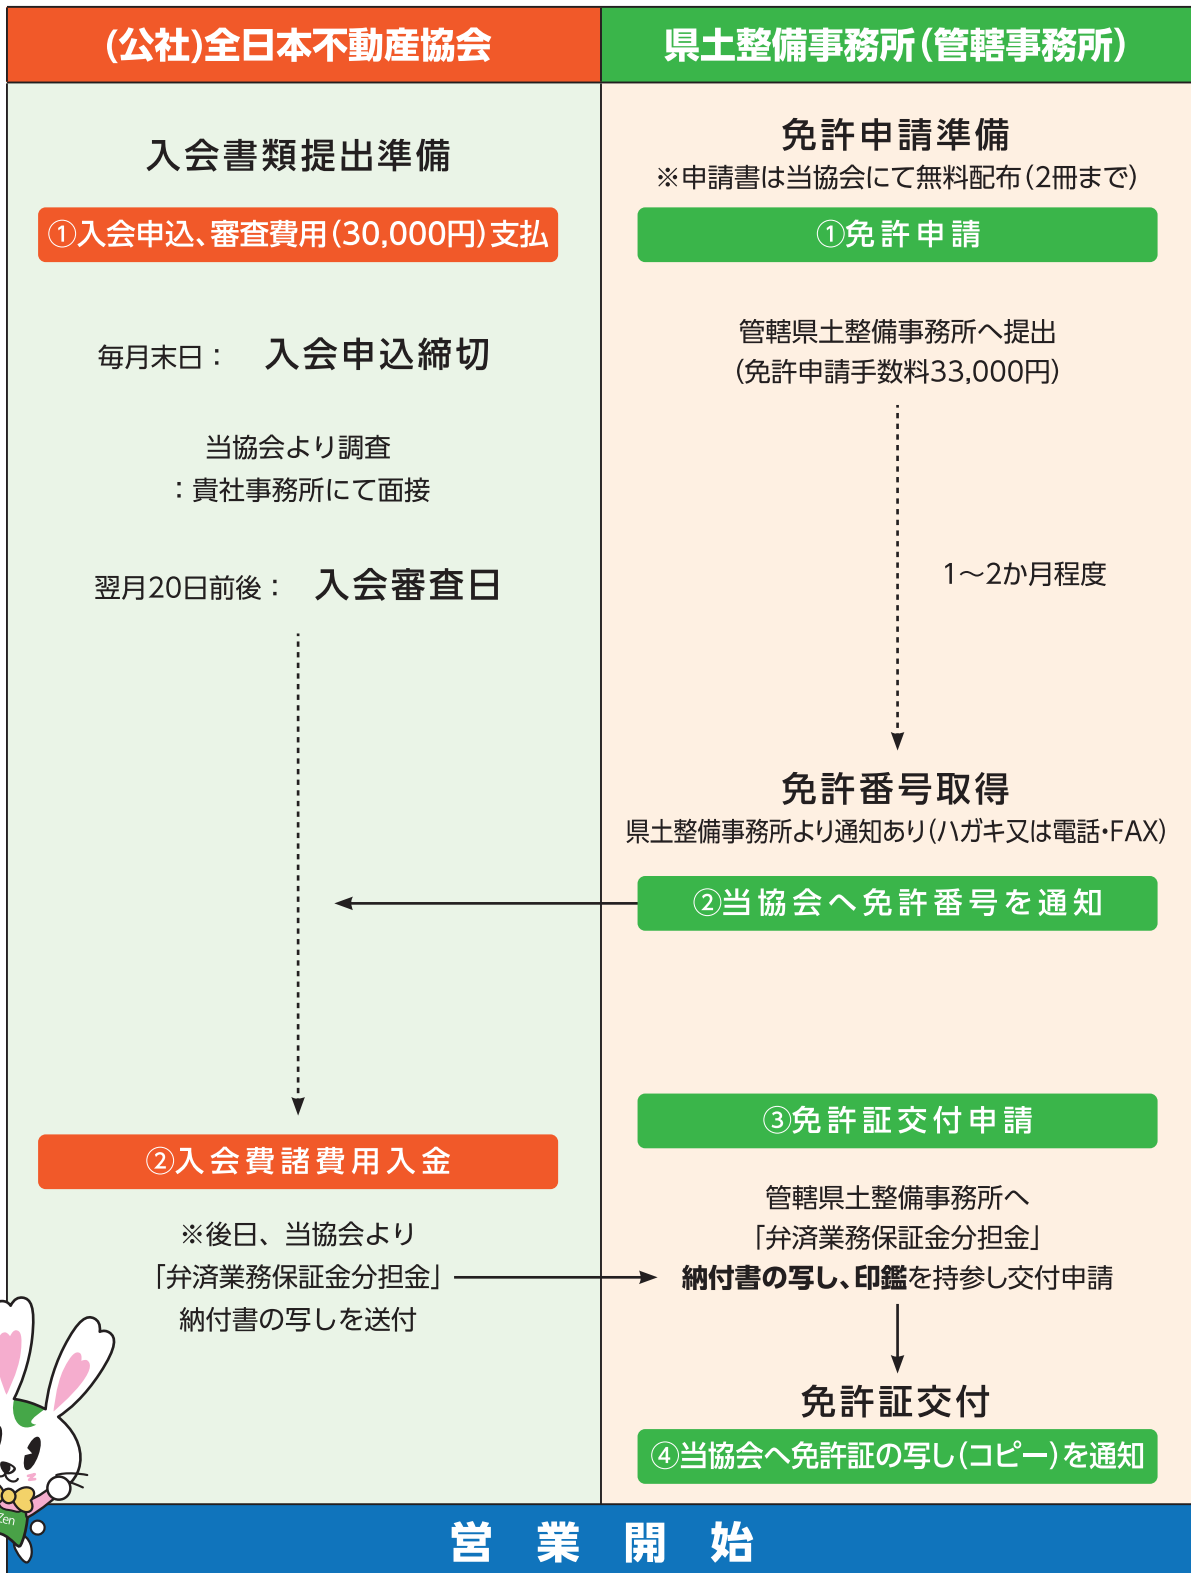 (公社)全日本不動産協会
入会書類提出準備
①入会申込、審査費用(30,000円)支払
毎月末日： 入会申込締切
当協会より調査
：貴社事務所にて面接
翌月20日前後： 入会審査日
②入会費諸費用入金
※後日、当協会より
「弁済業務保証金分担金」
納付書の写しを送付
Zen
県土整備事務所(管轄事務所)
免許申請準備
※申請書は当協会にて無料配布(2冊まで)
①免許申請
管轄県土整備事務所へ提出
(免許申請手数料33,000円)
1～2か月程度
免許番号取得
県土整備事務所より通知あり(ハガキ又は電話・FAX)
②当協会へ免許番号を通知
③免許証交付申請
管轄県土整備事務所へ
「弁済業務保証金分担金」
納付書の写し、印鑑を持参し交付申請
免許証交付
④当協会へ免許証の写し(コピー)を通知
営業開始